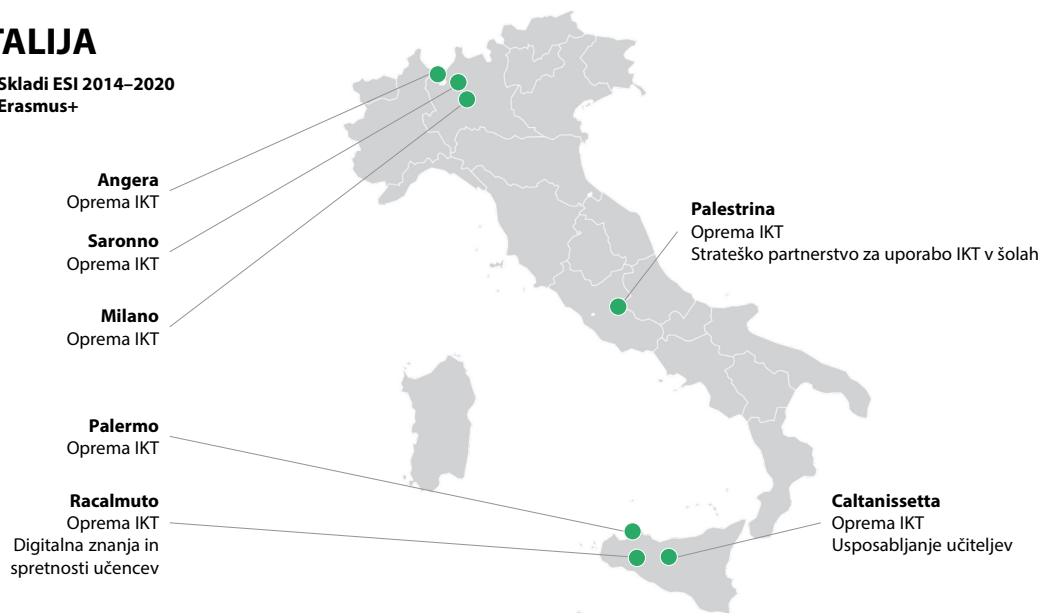 TALIJA
Skladi ESI 2014–2020
Erasmus+
Angera
Oprema IKT
Saronno
Oprema IKT
Milano
Oprema IKT
Palestrina
Oprema IKT
Strateško partnerstvo za uporabo IKT v šolah
Palermo
Oprema IKT
Racalmuto
Oprema IKT
Digitalna znanja in
spretnosti učencev
Caltanissetta
Oprema IKT
Usposabljanje učiteljev